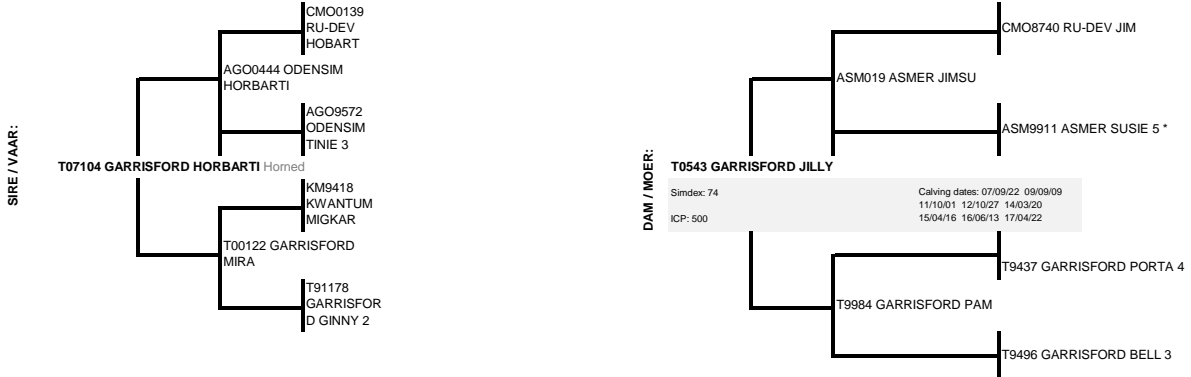 SIRE / VAAR:
CMO0139
RU-DEV
HOBART
AGO0444 ODENSIM
HORBARTI
AGO9572
ODENSIM
TINIE 3
T07104 GARRISFORD HORBARTI Horned
KM9418
KWANTUM
MIGKAR
T00122 GARRISFORD
MIRA
T91178
GARRISFOR
D GINNY 2
DAM / MOER:
CMO8740 RU-DEV JIM
ASM019 ASMER JIMSU
ASM9911 ASMER SUSIE 5 *
T0543 GARRISFORD JILLY
Simdex: 74
ICP: 500
Calving dates: 07/09/22 09/09/09
11/10/01 12/10/27 14/03/20
15/04/16 16/06/13 17/04/22
T9437 GARRISFORD PORTA 4
T9984 GARRISFORD PAM
T9496 GARRISFORD BELL 3